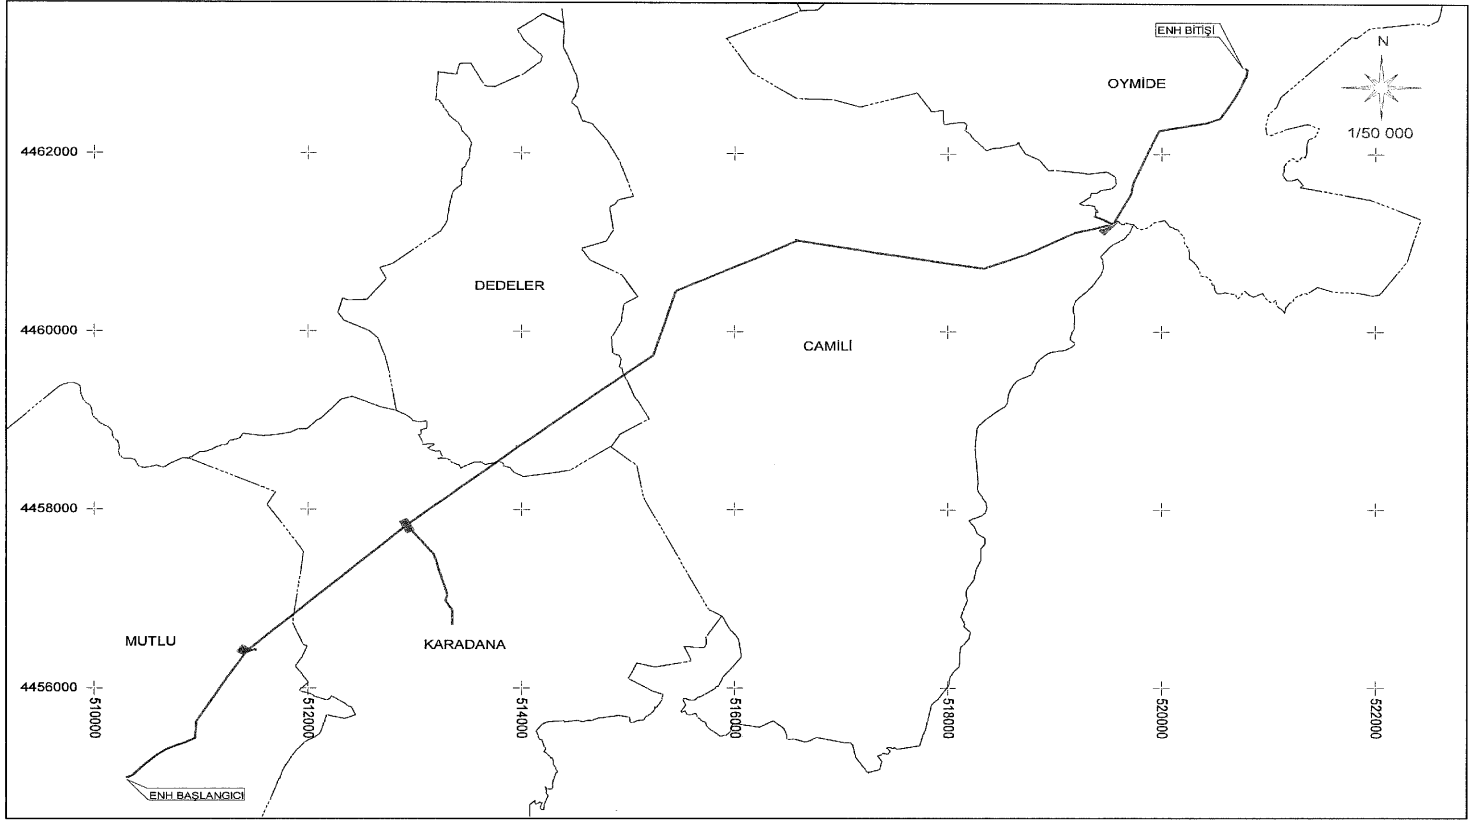 ENH BİTİŞİ
N
OYMİDE
1/50 000
4462000
DEDELER
4460000
CAMİLİ
4458000
MUTLU
KARADANA
4456000
510000
512000
514000
516000
518000
520000
522000
ENH BAŞLANGICI